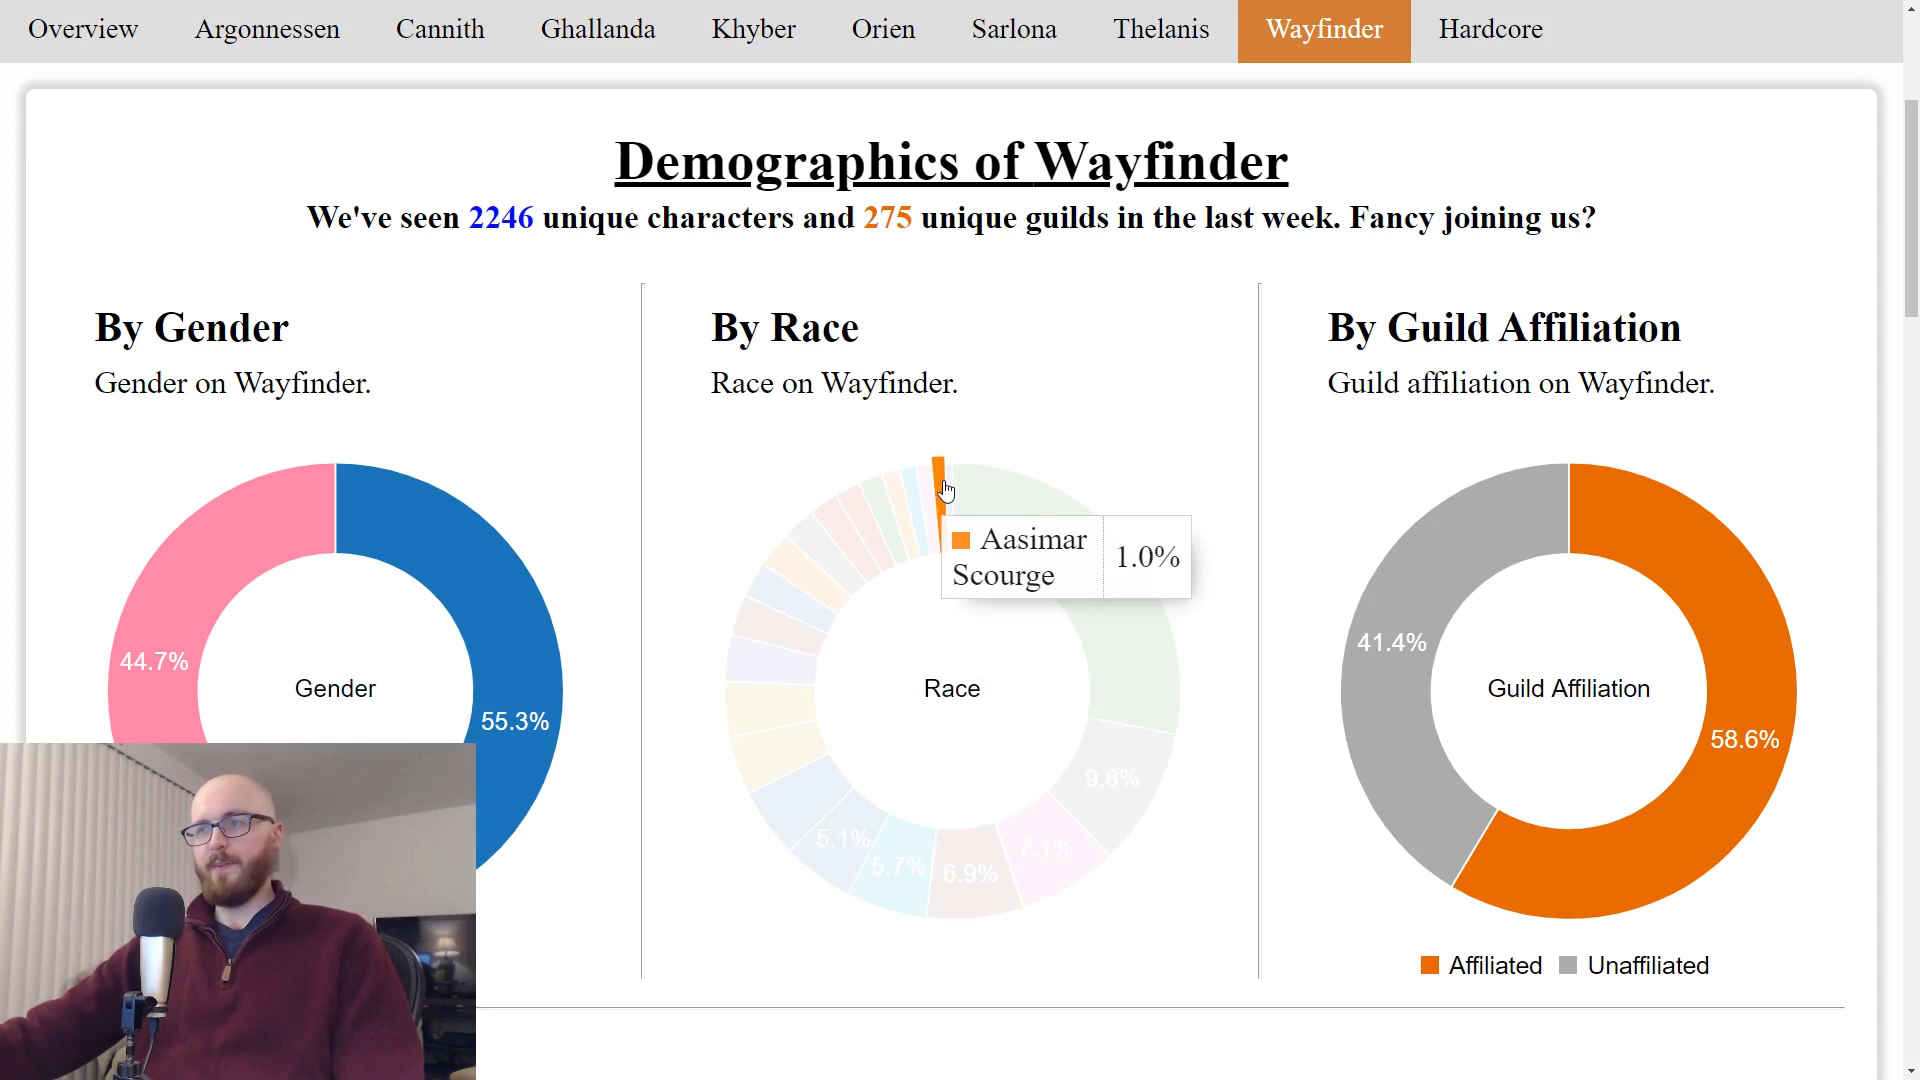 Overview Argonnessen Cannith Ghallanda Khyber Orien Sarlona Thelanis Wayfinder Hardcore
Demographics of Wayfinder
We've seen 2246 unique characters and 275 unique guilds in the last week. Fancy joining us?
By Gender
Gender on Wayfinder.
44.7%
Gender
55.3%
By Race
Race on Wayfinder.
Aasimar
Scourge
1.0%
Race
9.8%
7.1%
6.9%
5.7%
5.1%
By Guild Affiliation
Guild affiliation on Wayfinder.
41.4%
Guild Affiliation
58.6%
Affiliated Unaffiliated